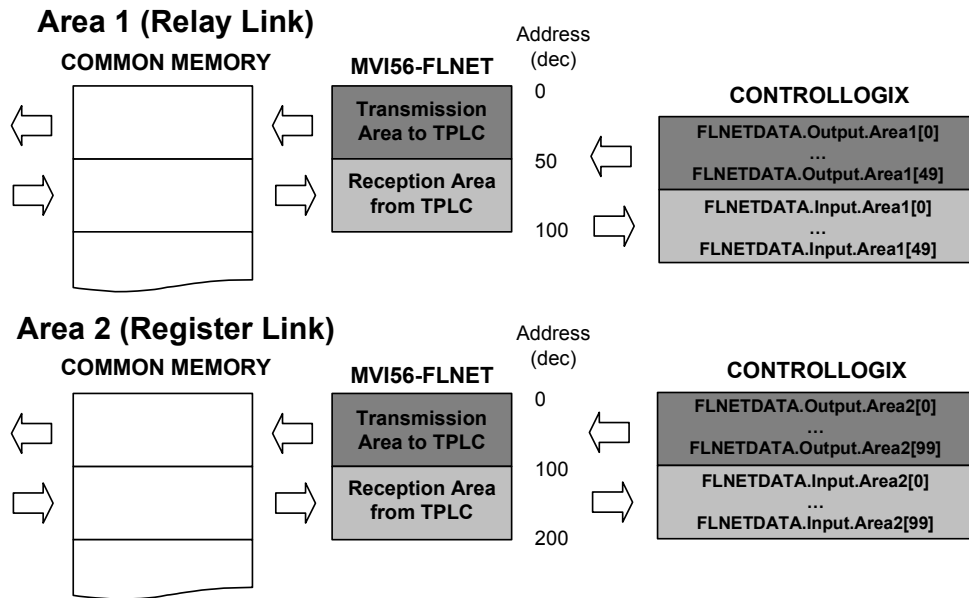 Area 1 (Relay Link)
COMMON MEMORY
MVI56-FLNET
Address
(dec)
CONTROLLOGIX
Transmission
Area to TPLC
Reception Area
from TPLC
0
50
100
FLNETDATA.Output.Area1[0]
…
FLNETDATA.Output.Area1[49]
FLNETDATA.Input.Area1[0]
…
FLNETDATA.Input.Area1[49]
Area 2 (Register Link)
COMMON MEMORY
MVI56-FLNET
Address
(dec)
CONTROLLOGIX
Transmission
Area to TPLC
Reception Area
from TPLC
0
100
200
FLNETDATA.Output.Area2[0]
…
FLNETDATA.Output.Area2[99]
FLNETDATA.Input.Area2[0]
…
FLNETDATA.Input.Area2[99]